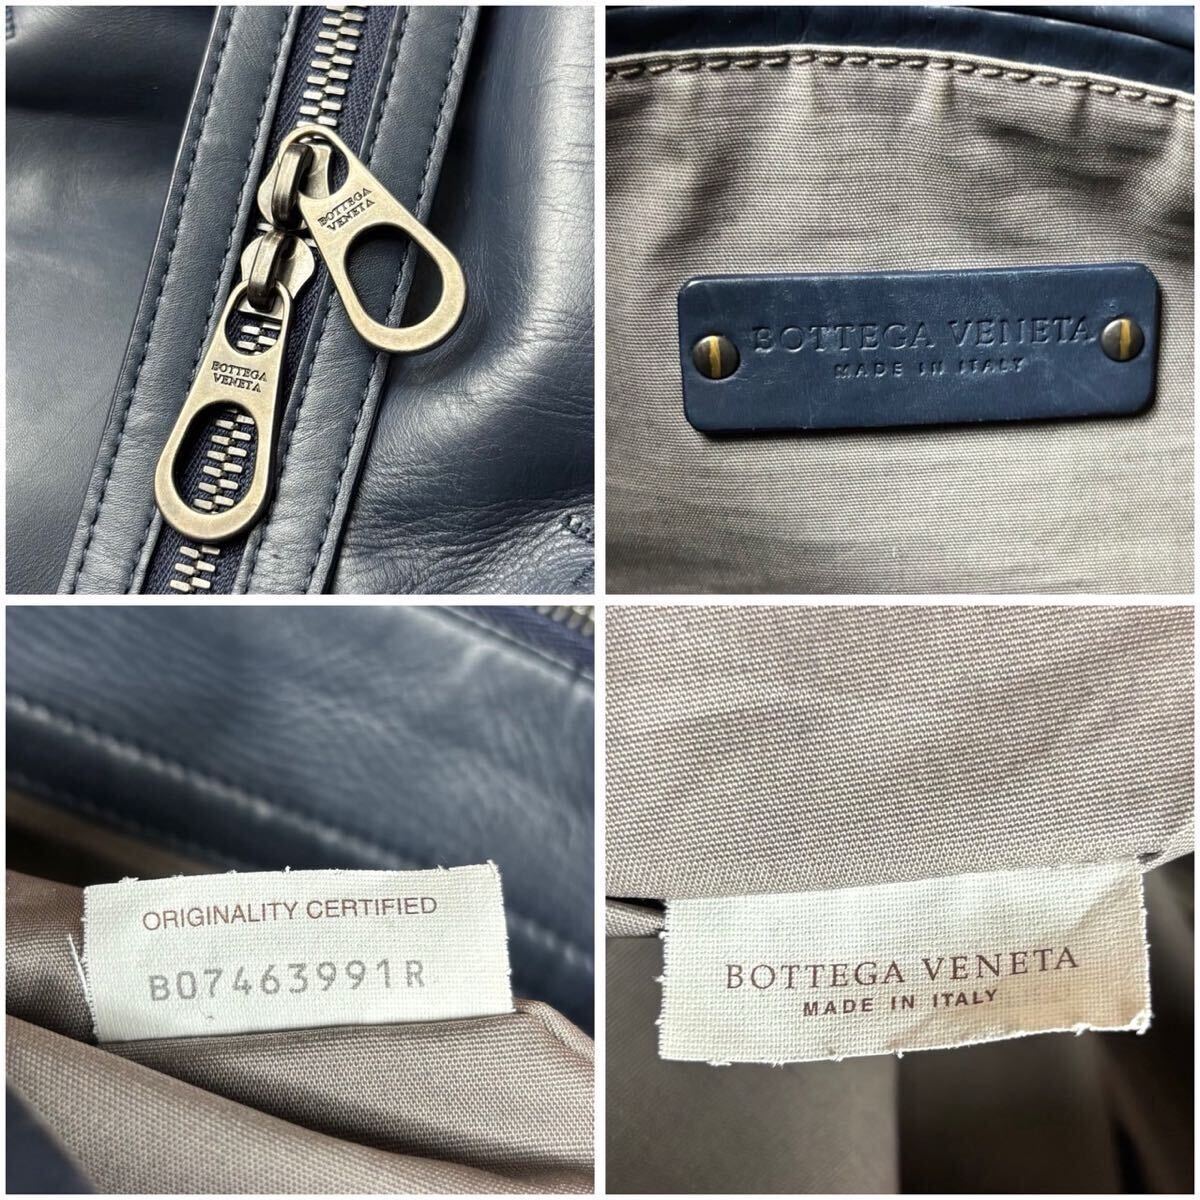 BOTTEGA
VENETA
BOTTEGA
VENETA
BOTTEGA VENETA
MADE IN ITALY
ORIGINALITY CERTIFIED
B07463991R
BOTTEGA VENETA
MADE IN ITALY